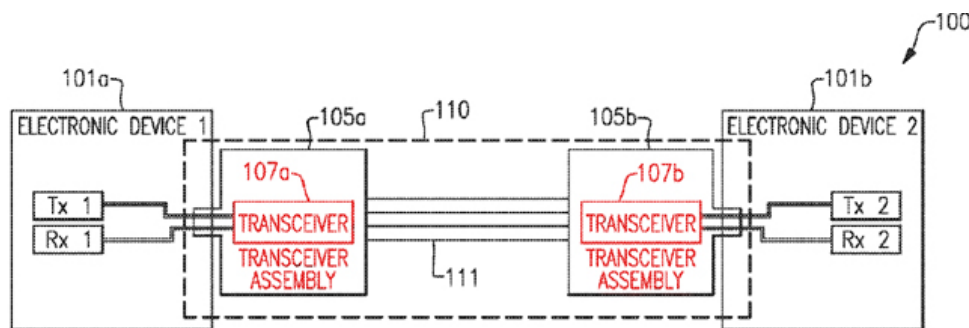 100
101a
101b
ELECTRONIC DEVICE 1
105a
110
105b
ELECTRONIC DEVICE 2
107a
107b
Tx 1
TRANSCEIVER
TRANSCEIVER
Tx 2
Rx 1
Rx 2
TRANSCEIVER
ASSEMBLY
111
TRANSCEIVER
ASSEMBLY